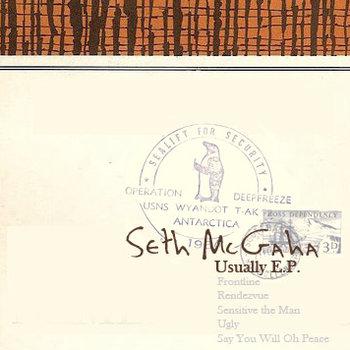 SEALIFT FOR SECURITY
OPERATION DEEPFREEZE
USNS WYANDOT T-AK
ANTARCTICA
ROSS DEPENDENCY
3D
Seth McGaha
Usually E.P.
Frontline
Rendezvue
Sensitive the Man
Ugly
Say You Will Oh Peace